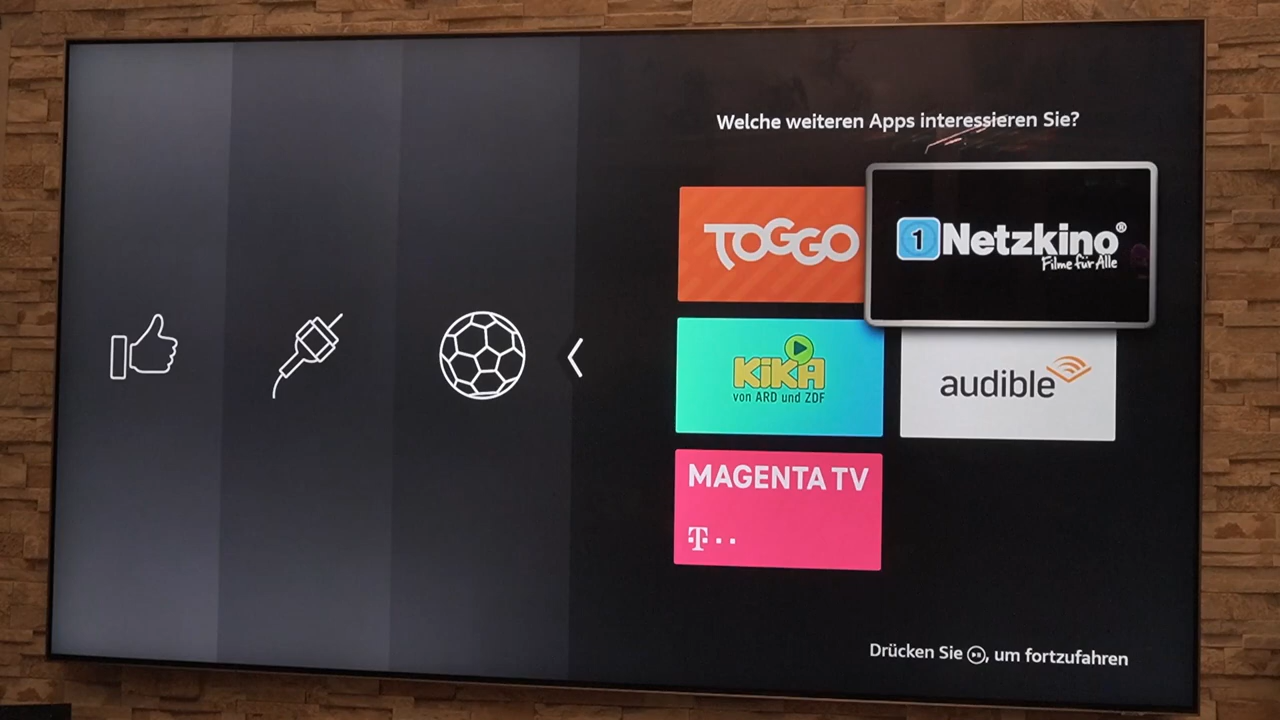 Welche weiteren Apps interessieren Sie?
TOGGO
1 Netzkino®
Filme für Alle
KiKA
von ARD und ZDF
audible
MAGENTA TV
T
Drücken Sie , um fortzufahren